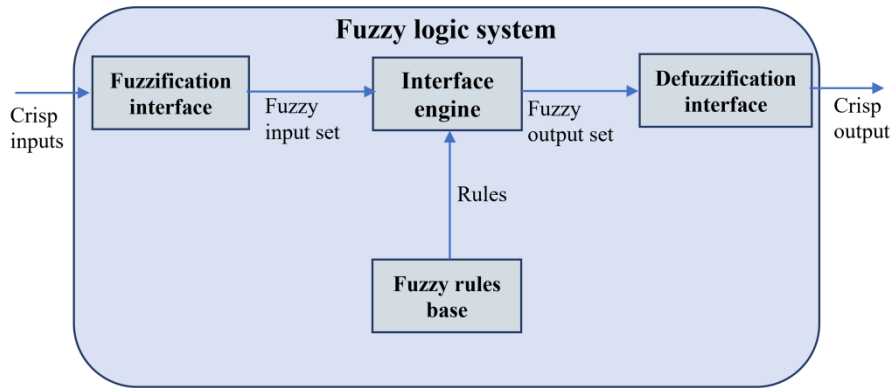 Fuzzy logic system
Fuzzification
interface
Interface
engine
Defuzzification
interface
Crisp
inputs
Fuzzy
input set
Fuzzy
output set
Crisp
output
Rules
Fuzzy rules
base